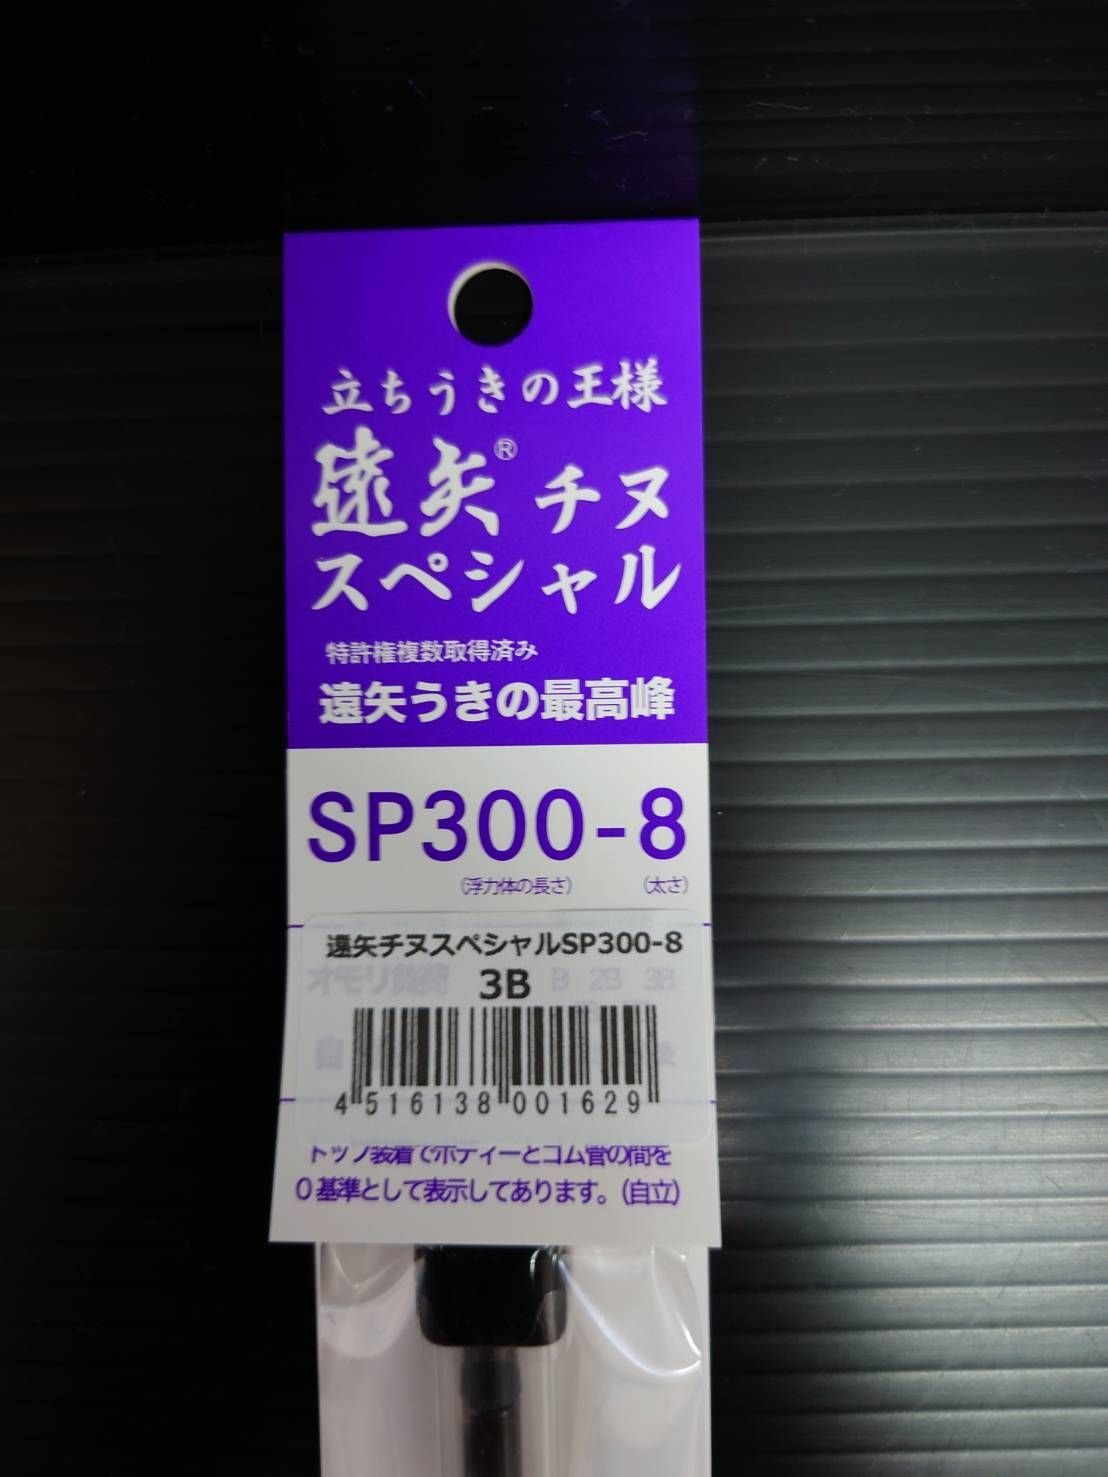 立ちうきの王様
遠矢® チヌ
スペシャル
特許権複数取得済み
遠矢うきの最高峰
SP300-8
(浮力体の長さ) (太さ)
遠矢チヌスペシャルSP300-8
オモリ負荷 B 2B 3B
3B
4516138001629
トップ装着でボディーとゴム管の間を
0基準として表示してあります。(自立)